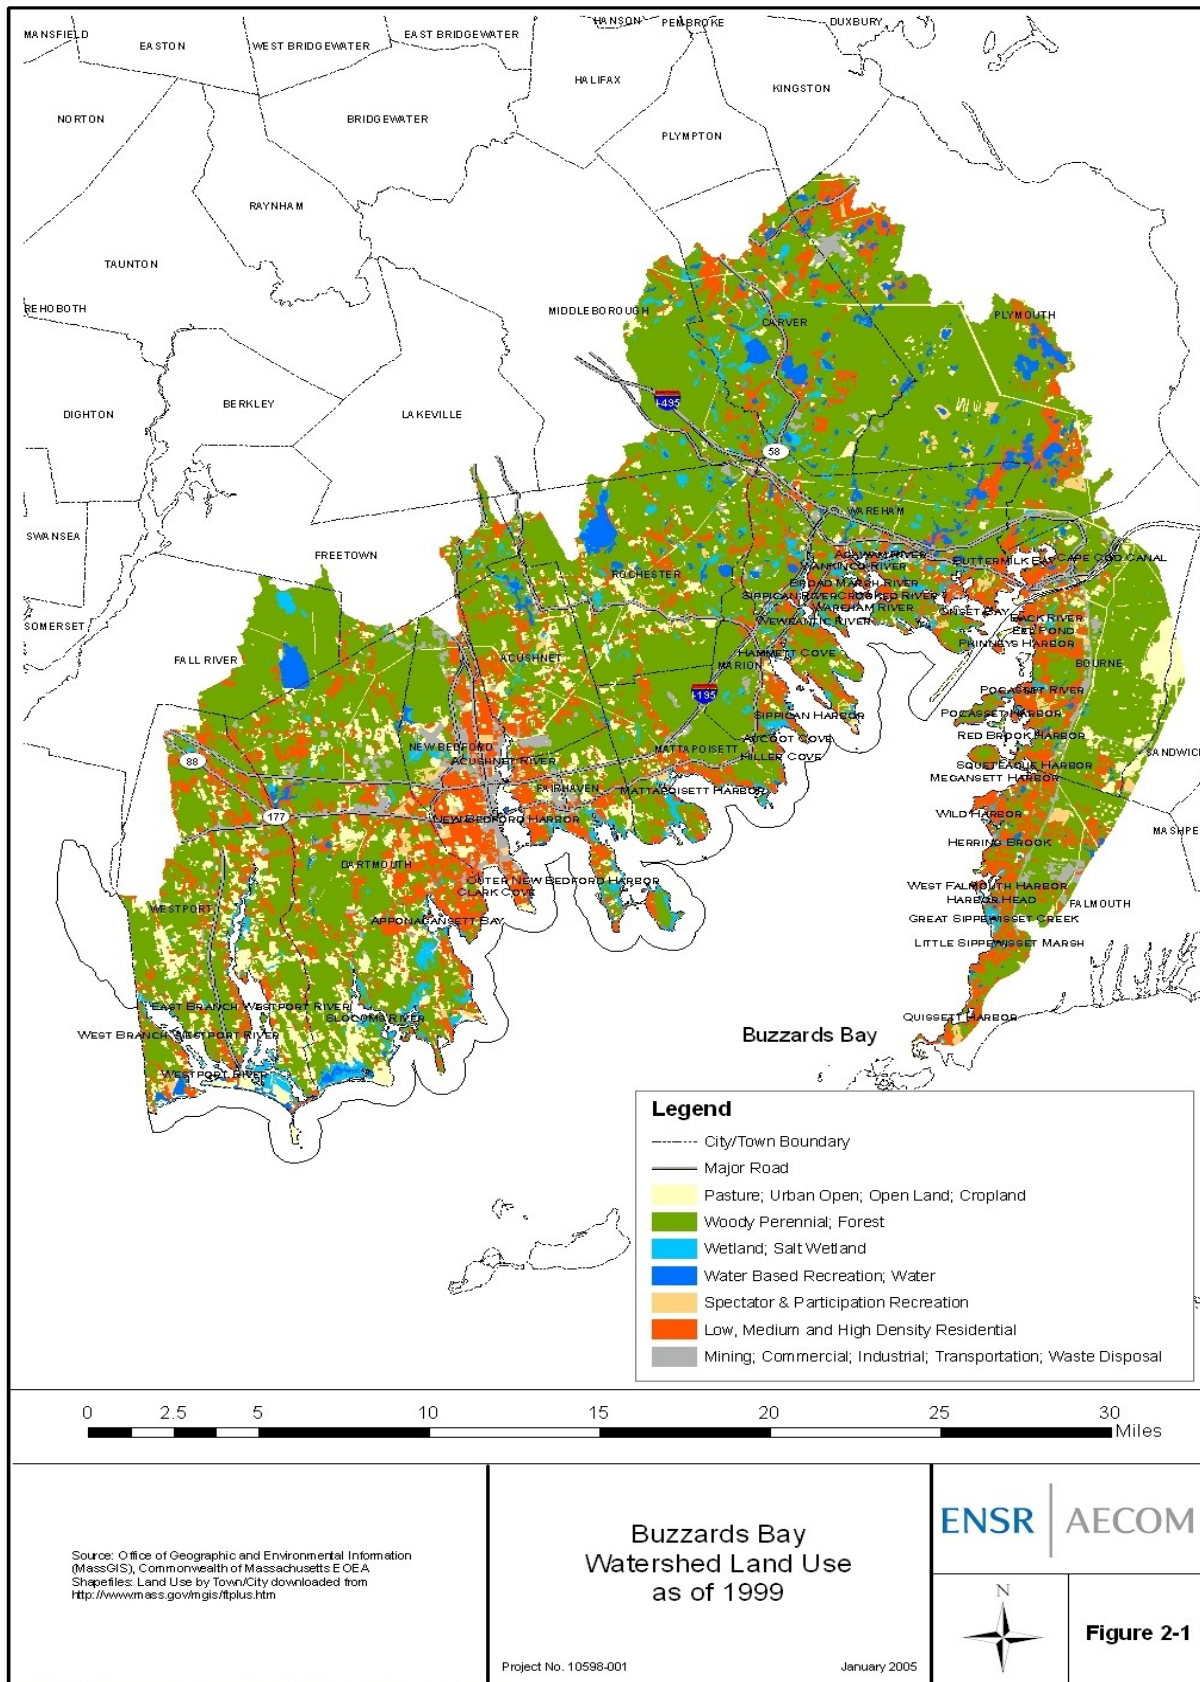 HANSON
PEMBROKE
DUXBURY
MANSFIELD
EASTON
WEST BRIDGEWATER
EAST BRIDGEWATER
HALIFAX
KINGSTON
NORTON
BRIDGEWATER
PLYMPTON
RAYNHAM
TAUNTON
REHOBOTH
MIDDLEBOROUGH
CARVER
PLYMOUTH
DIGHTON
BERKLEY
LAKEVILLE
I-495
58
SWANSEA
FREETOWN
WAREHAM
ROCHESTER
AGAWAM RIVER
WANKINCO RIVER
BUTTERMILK BAY
CAPE COD CANAL
BROAD MARSH RIVER
SIPPICAN RIVER
CROOKED RIVER
WAREHAM RIVER
WEWEANTIC RIVER
ONSET BAY
BACK RIVER
EEL POND
PHINNEYS HARBOR
SOMERSET
FALL RIVER
ACUSHNET
HAMMETT COVE
MARION
BOURNE
I-195
POCASSET RIVER
SIPPICAN HARBOR
POCASSET HARBOR
AUCOOT COVE
RED BROOK HARBOR
NEW BEDFORD
MATTAPOISETT
HILLER COVE
SANDWICH
88
ACUSHNET RIVER
SQUETEAGUE HARBOR
MEGANSETT HARBOR
FAIRHAVEN
MATTAPOISETT HARBOR
177
NEW BEDFORD HARBOR
WILD HARBOR
MASHPE
HERRING BROOK
DARTMOUTH
OUTER NEW BEDFORD HARBOR
CLARK COVE
WEST FALMOUTH HARBOR
HARBOR HEAD
FALMOUTH
WESTPORT
APPONAGANSETT BAY
GREAT SIPPEWISSET CREEK
LITTLE SIPPEWISSET MARSH
EAST BRANCH WESTPORT RIVER
SLOCUMS RIVER
QUISSETT HARBOR
WEST BRANCH WESTPORT RIVER
Buzzards Bay
WESTPORT RIVER
Legend
City/Town Boundary
Major Road
Pasture; Urban Open; Open Land; Cropland
Woody Perennial; Forest
Wetland; Salt Wetland
Water Based Recreation; Water
Spectator & Participation Recreation
Low, Medium and High Density Residential
Mining; Commercial; Industrial; Transportation; Waste Disposal
0 2.5 5 10 15 20 25 30
Miles
Source: Office of Geographic and Environmental Information
(MassGIS), Commonwealth of Massachusetts EOEA
Shapefiles: Land Use by Town/City downloaded from
http://www.mass.gov/mgis/ftplus.htm
Buzzards Bay
Watershed Land Use
as of 1999
Project No. 10598-001
January 2005
ENSR AECOM
N
Figure 2-1